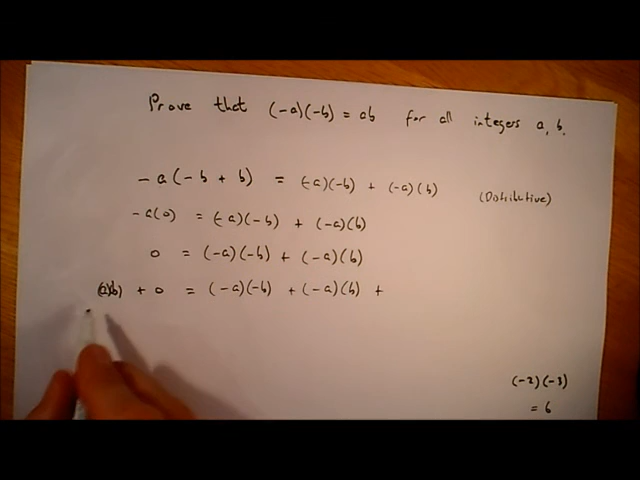 Prove that (-a)(-b) = ab for all integers a, b.
-a(-b + b) = (-a)(-b) + (-a)(b) (Distributive)
-a(0) = (-a)(-b) + (-a)(b)
0 = (-a)(-b) + (-a)(b)
(a)(b) + 0 = (-a)(-b) + (-a)(b) +
(-2)(-3)
= 6